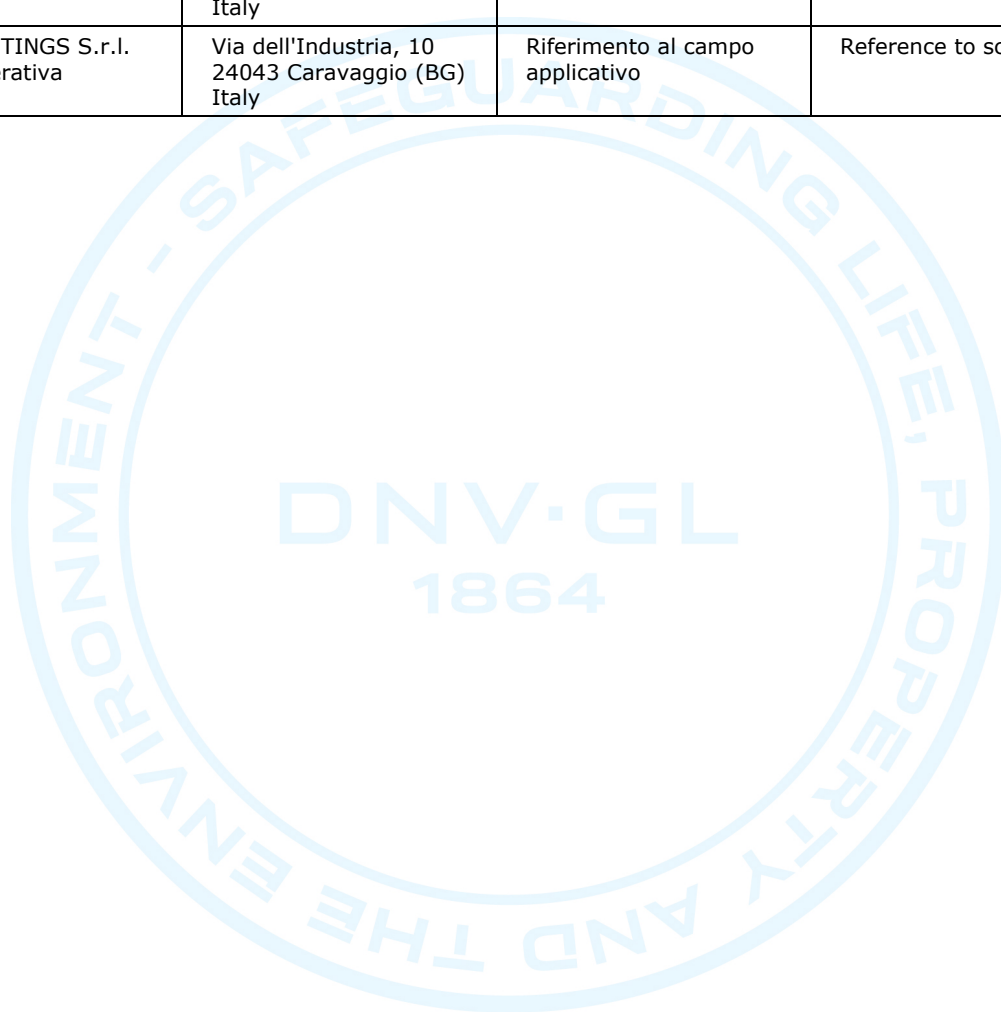 Italy
TINGS S.r.l. Via dell'Industria, 10 Riferimento al campo Reference to sc
erativa 24043 Caravaggio (BG) applicativo
Italy
SAFEGUARDING LIFE, PROPERTY AND THE ENVIRONMENT -
DNV·GL
1864